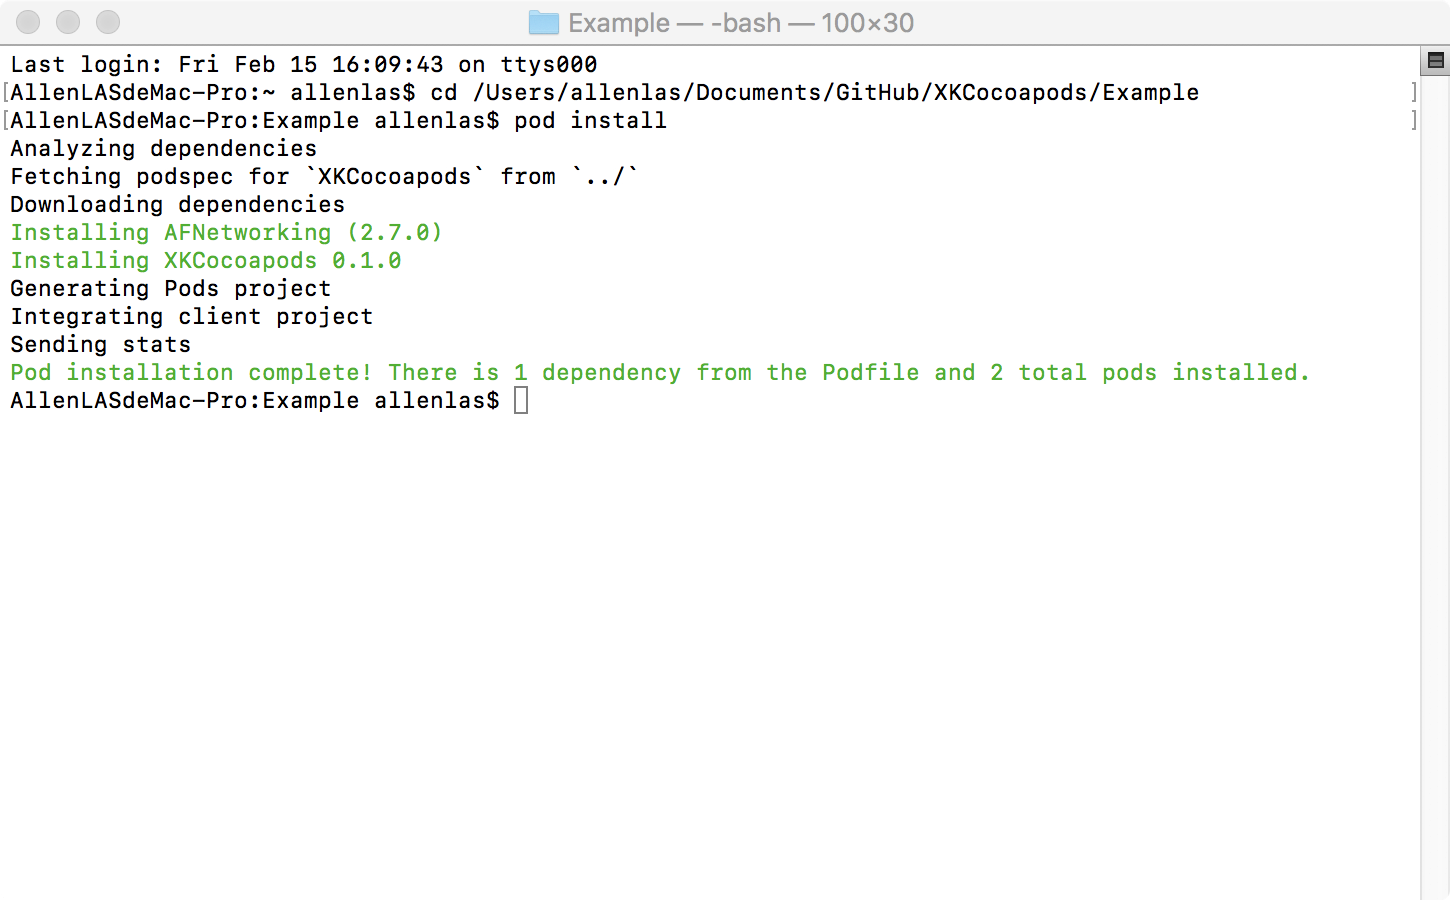 Example — -bash — 100×30
Last login: Fri Feb 15 16:09:43 on ttys000
[AllenLASdeMac-Pro:~ allenlas$ cd /Users/allenlas/Documents/GitHub/XKCocoapods/Example ]
[AllenLASdeMac-Pro:Example allenlas$ pod install ]
Analyzing dependencies
Fetching podspec for `XKCocoapods` from `../`
Downloading dependencies
Installing AFNetworking (2.7.0)
Installing XKCocoapods 0.1.0
Generating Pods project
Integrating client project
Sending stats
Pod installation complete! There is 1 dependency from the Podfile and 2 total pods installed.
AllenLASdeMac-Pro:Example allenlas$